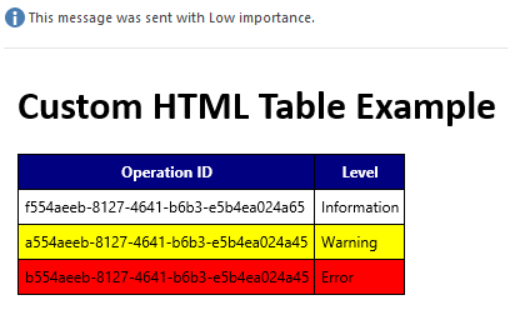 This message was sent with Low importance.
Custom HTML Table Example
Operation ID Level
f554aeeb-8127-4641-b6b3-e5b4ea024a65 Information
a554aeeb-8127-4641-b6b3-e5b4ea024a45 Warning
b554aeeb-8127-4641-b6b3-e5b4ea024a45 Error